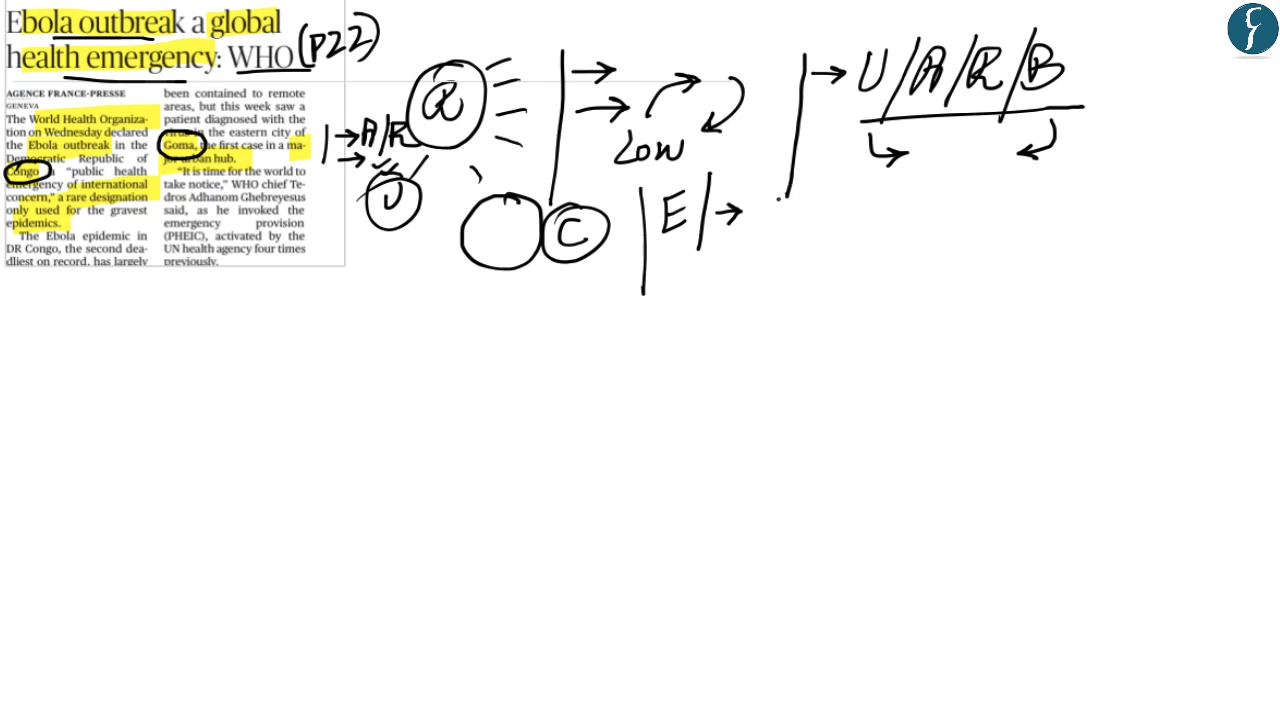 Ebola outbreak a global
health emergency: WHO (P22)
AGENCE FRANCE-PRESSE
GENEVA
The World Health Organiza-
tion on Wednesday declared
the Ebola outbreak in the
Democratic Republic of
Congo a "public health
emergency of international
concern," a rare designation
only used for the gravest
epidemics.
The Ebola epidemic in
DR Congo, the second dea-
dliest on record, has largely
been contained to remote
areas, but this week saw a
patient diagnosed with the
virus in the eastern city of
Goma, the first case in a ma-
jor urban hub.
"It is time for the world to
take notice," WHO chief Te-
dros Adhanom Ghebreyesus
said, as he invoked the
emergency provision
(PHEIC), activated by the
UN health agency four times
previously.
A/R
R
U
C
Low
E
U/A/R/B